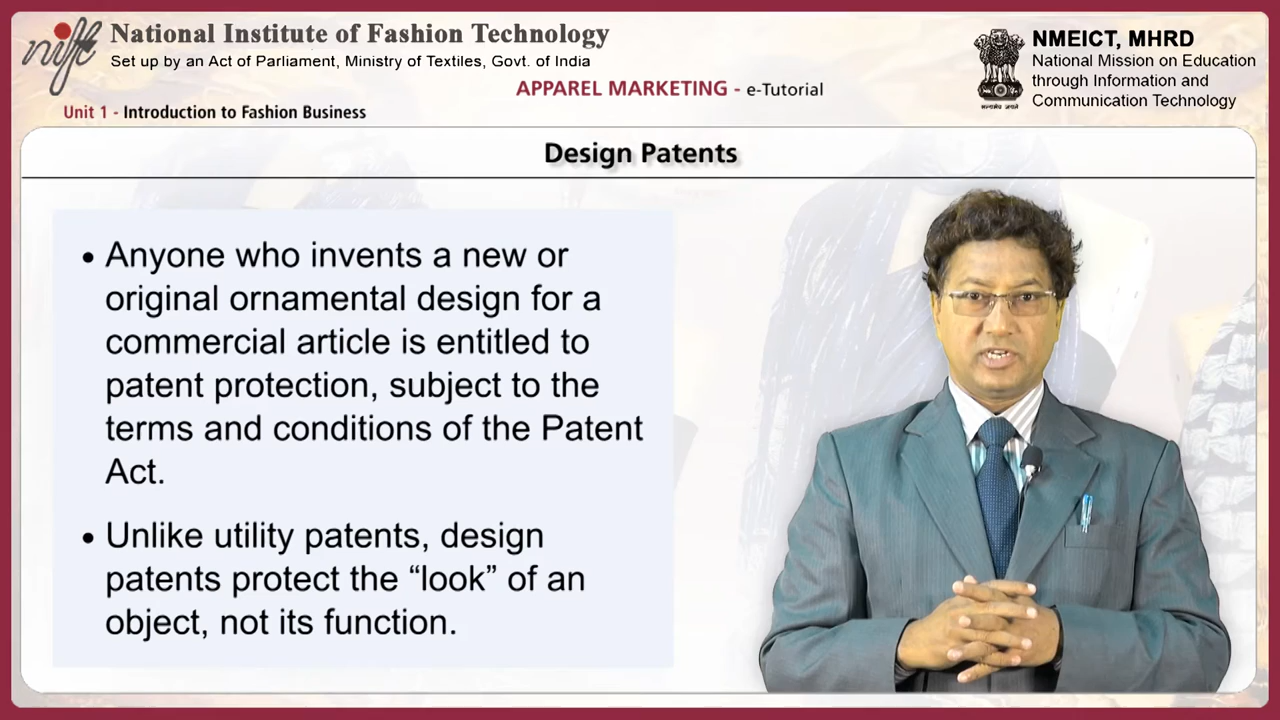 nift
National Institute of Fashion Technology
Set up by an Act of Parliament, Ministry of Textiles, Govt. of India
NMEICT, MHRD
National Mission on Education
through Information and
Communication Technology
सत्यमेव जयते
APPAREL MARKETING - e-Tutorial
Unit 1 - Introduction to Fashion Business
Design Patents
• Anyone who invents a new or
original ornamental design for a
commercial article is entitled to
patent protection, subject to the
terms and conditions of the Patent
Act.
• Unlike utility patents, design
patents protect the “look” of an
object, not its function.